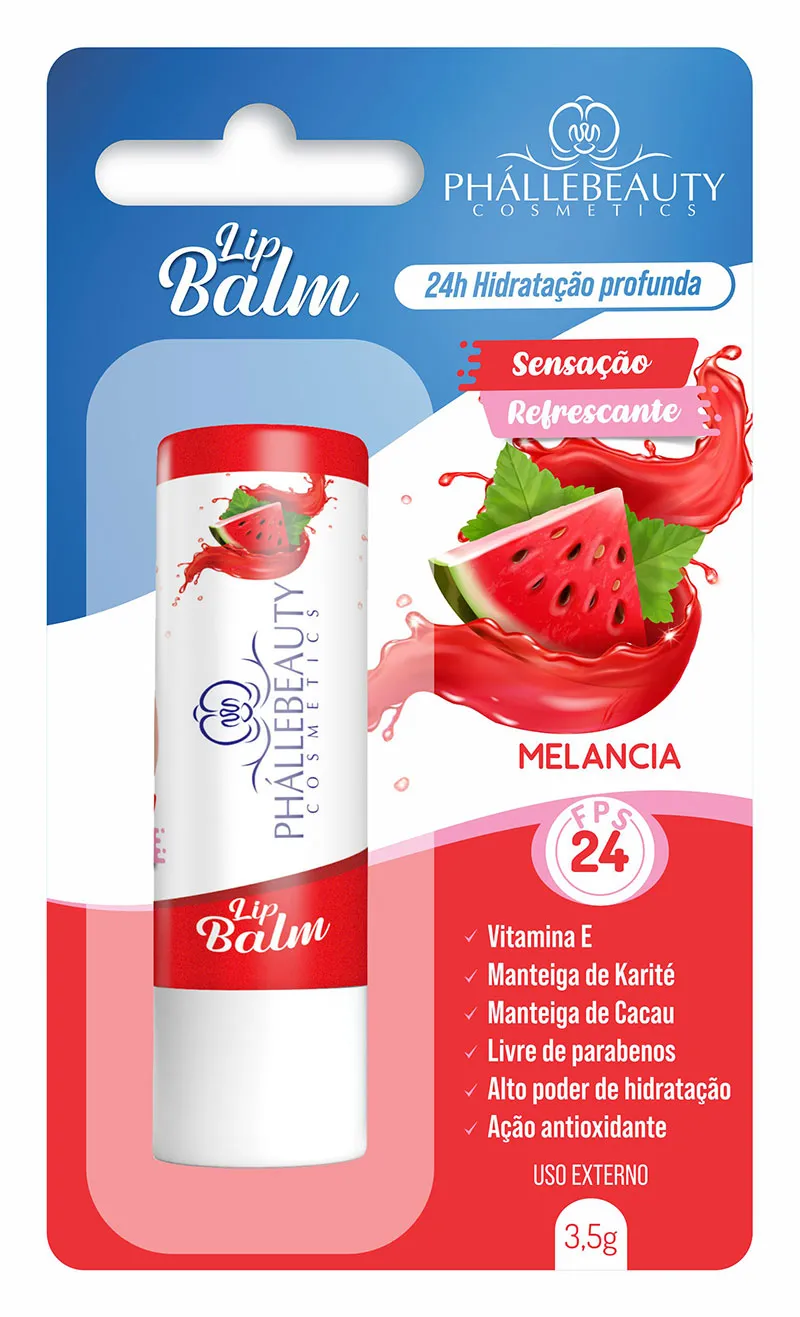 PHÁLLEBEAUTY
COSMETICS
Lip
Balm
24h Hidratação profunda
Sensação
Refrescante
PHÁLLEBEAUTY
COSMETICS
Lip
Balm
MELANCIA
FPS
24
Vitamina E
Manteiga de Karité
Manteiga de Cacau
Livre de parabenos
Alto poder de hidratação
Ação antioxidante
USO EXTERNO
3,5g